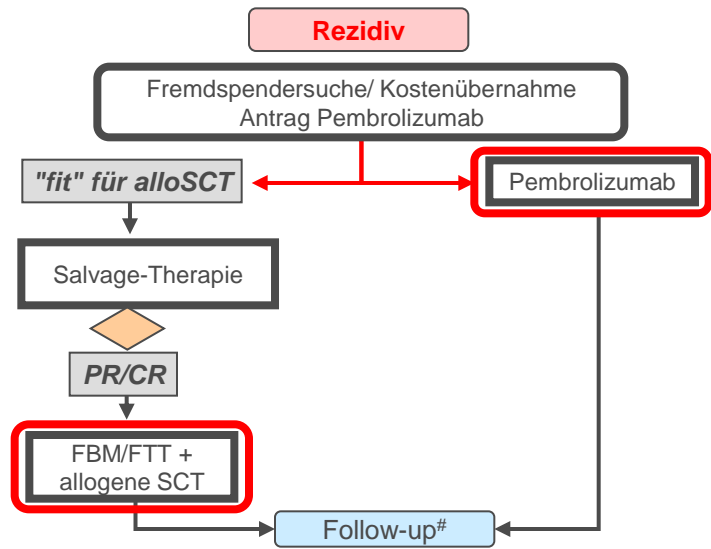 Rezidiv
Fremdspendersuche/ Kostenübernahme
Antrag Pembrolizumab
"fit" für alloSCT
Pembrolizumab
Salvage-Therapie
PR/CR
FBM/FTT +
allogene SCT
Follow-up#